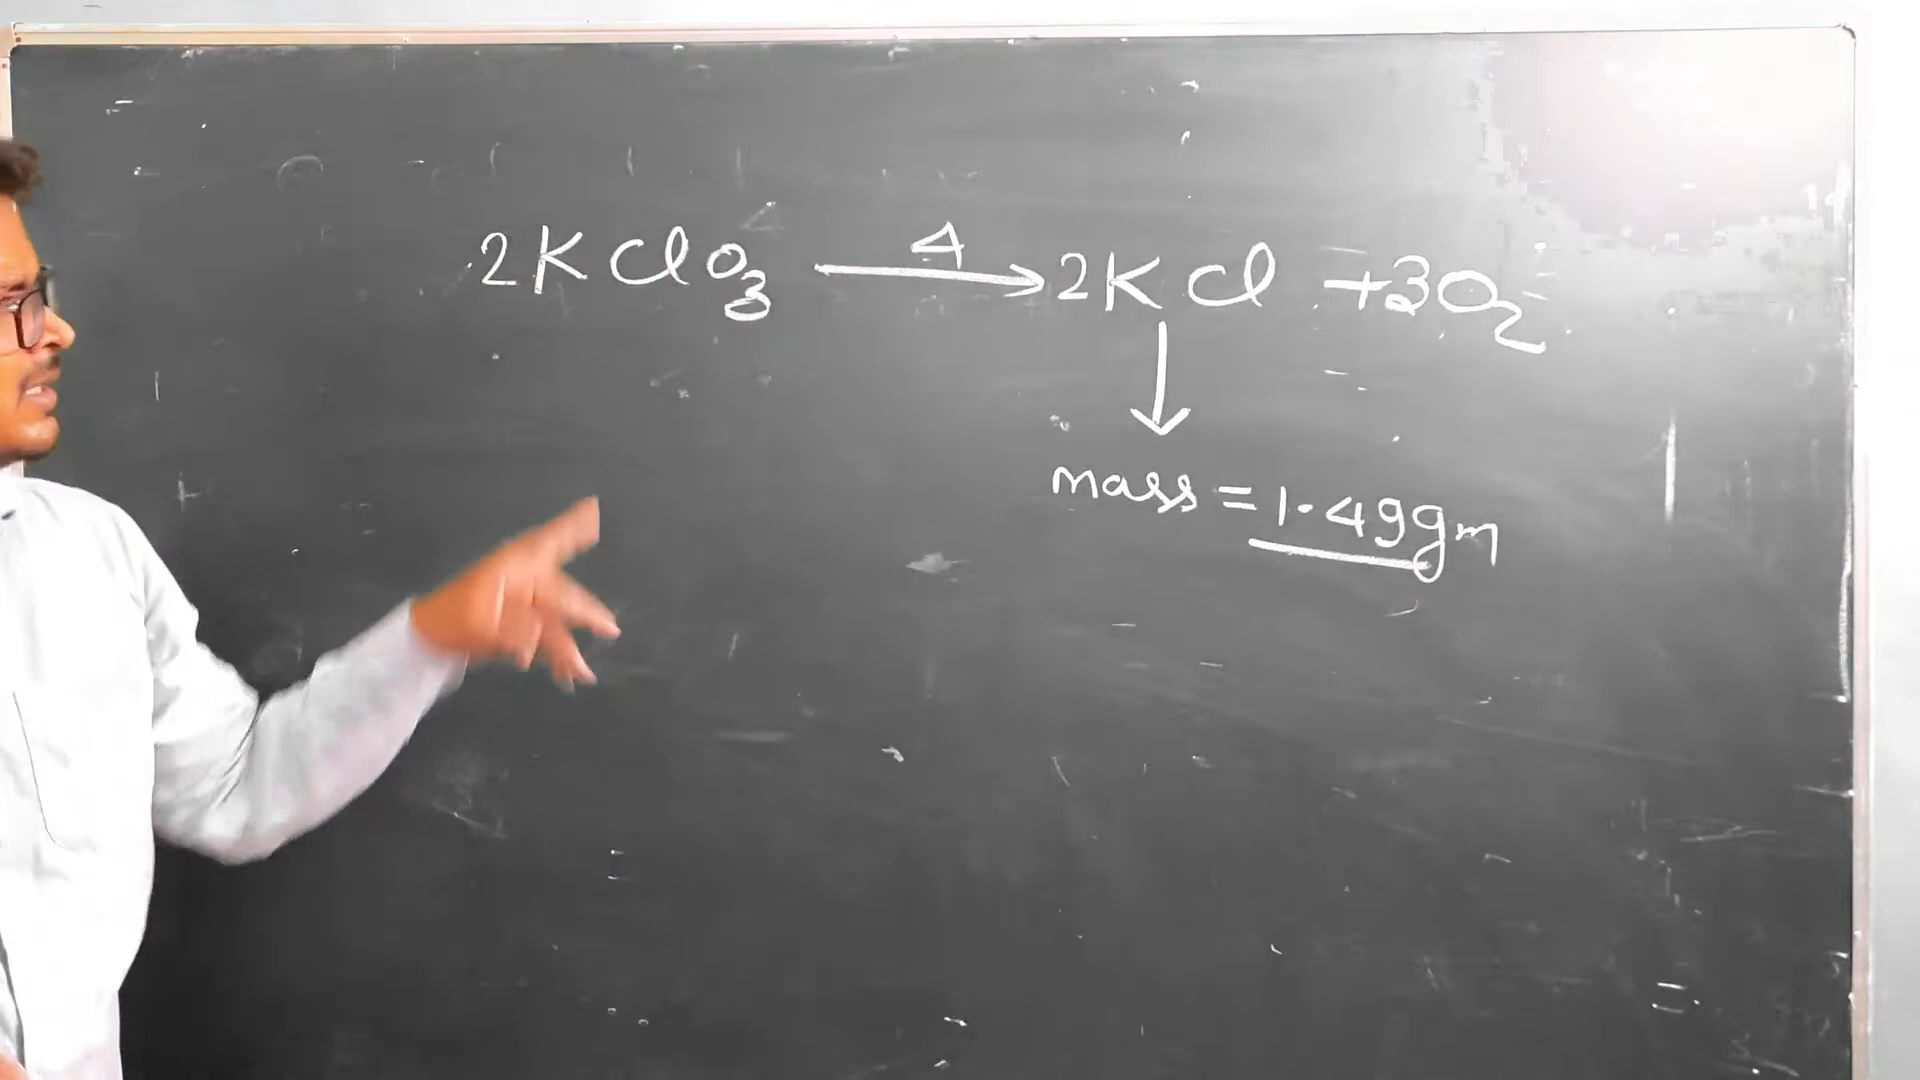 2KClO₃ —Δ→ 2KCl + 3O₂
↓
mass = 1.49gm